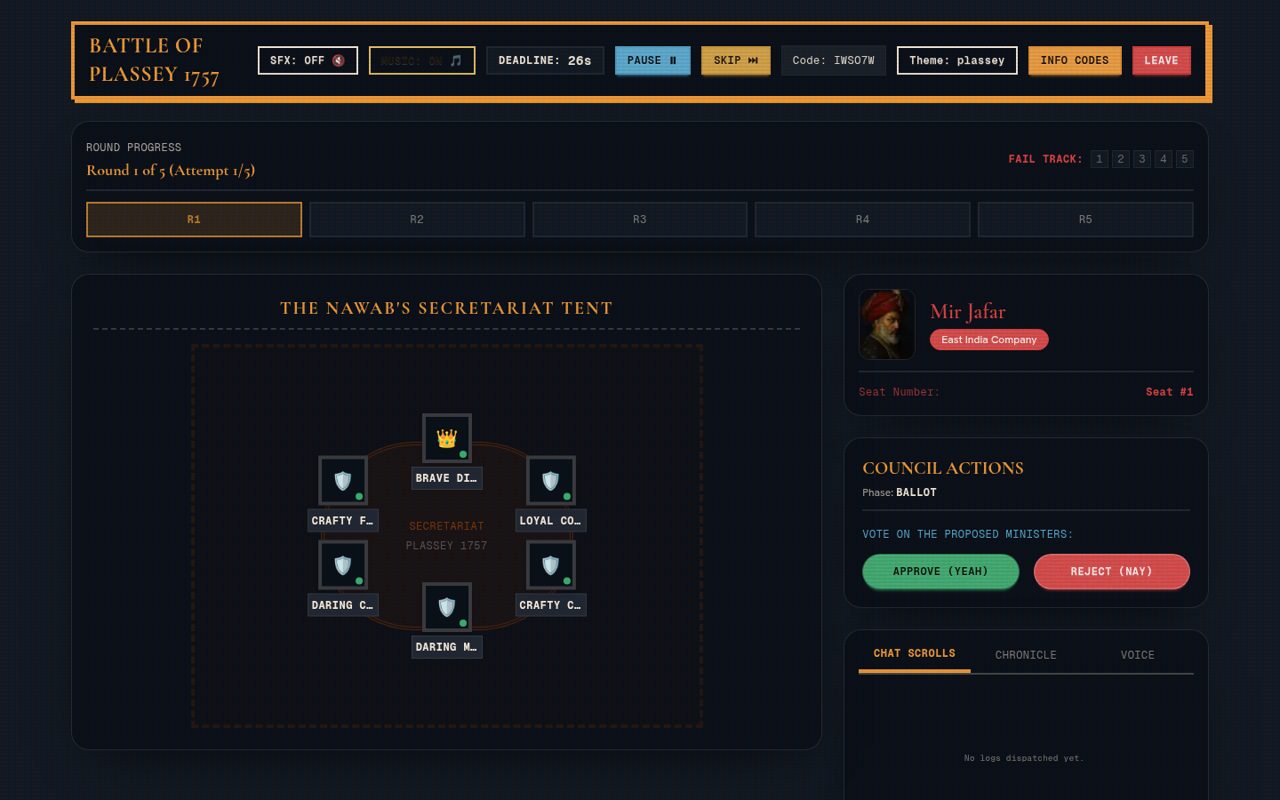 BATTLE OF
PLASSEY 1757
SFX: OFF 🔇
MUSIC: ON 🎵
DEADLINE: 26s
PAUSE ⏸
SKIP ⏭
Code: IWSO7W
Theme: plassey
INFO CODES
LEAVE
ROUND PROGRESS
Round 1 of 5 (Attempt 1/5)
FAIL TRACK: 1 2 3 4 5
R1 R2 R3 R4 R5
THE NAWAB'S SECRETARIAT TENT
BRAVE DI…
CRAFTY F…
LOYAL CO…
SECRETARIAT
PLASSEY 1757
DARING C…
CRAFTY C…
DARING M…
Mir Jafar
East India Company
Seat Number: Seat #1
COUNCIL ACTIONS
Phase: BALLOT
VOTE ON THE PROPOSED MINISTERS:
APPROVE (YEAH)
REJECT (NAY)
CHAT SCROLLS
CHRONICLE
VOICE
No logs dispatched yet.